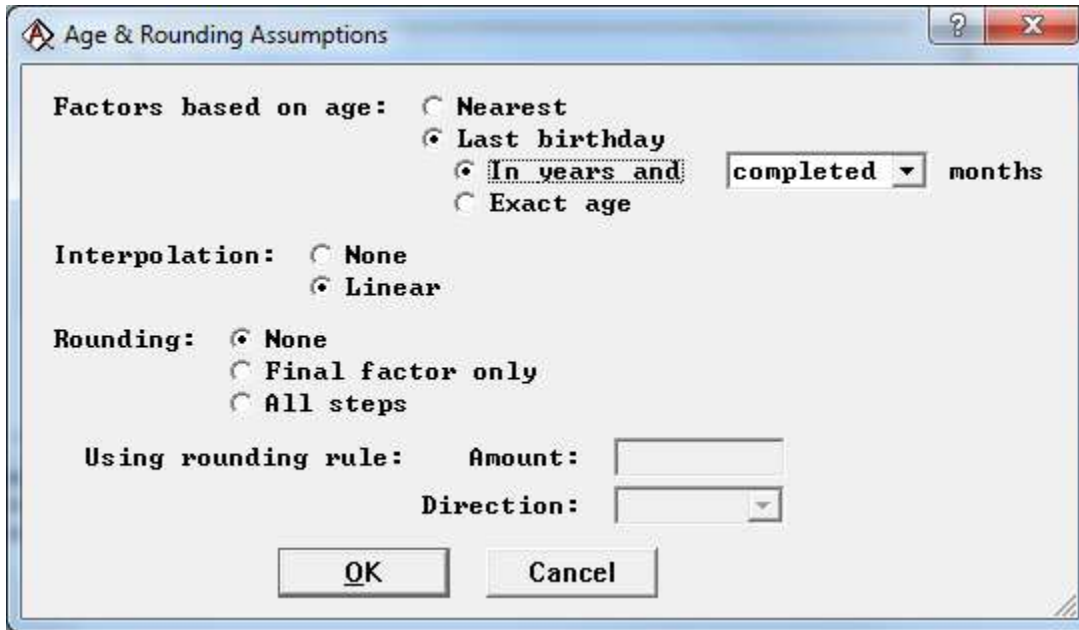 Age & Rounding Assumptions
Factors based on age: Nearest
Last birthday
In years and completed months
Exact age
Interpolation: None
Linear
Rounding: None
Final factor only
All steps
Using rounding rule: Amount:
Direction:
OK Cancel